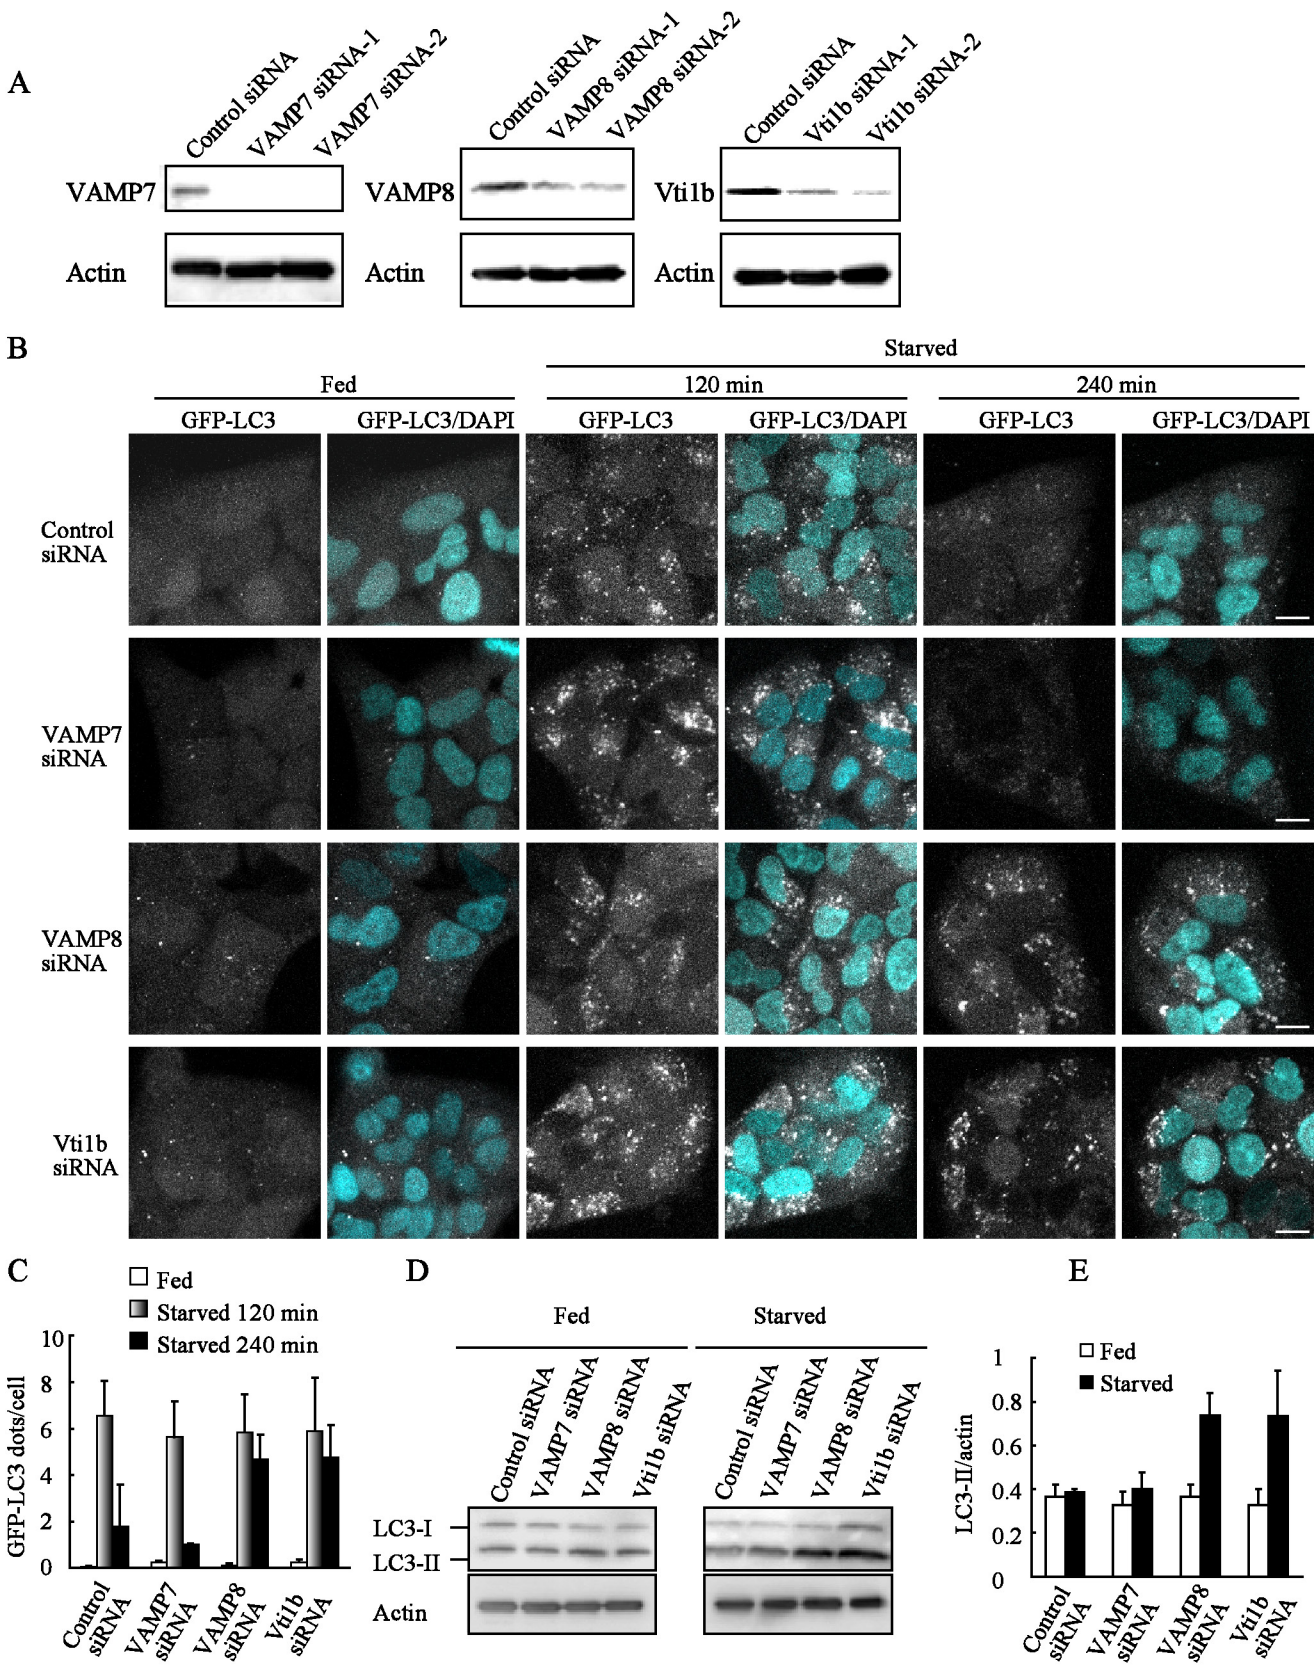 A
Control siRNA
VAMP7 siRNA-1
VAMP7 siRNA-2
Control siRNA
VAMP8 siRNA-1
VAMP8 siRNA-2
Control siRNA
Vti1b siRNA-1
Vti1b siRNA-2
VAMP7
VAMP8
Vti1b
Actin
Actin
Actin
B
Starved
Fed
120 min
240 min
GFP-LC3
GFP-LC3/DAPI
GFP-LC3
GFP-LC3/DAPI
GFP-LC3
GFP-LC3/DAPI
Control
siRNA
VAMP7
siRNA
VAMP8
siRNA
Vti1b
siRNA
C
Fed
Starved 120 min
Starved 240 min
GFP-LC3 dots/cell
10
8
6
4
2
0
Control
siRNA
VAMP7
siRNA
VAMP8
siRNA
Vti1b
siRNA
D
Fed
Starved
Control siRNA
VAMP7 siRNA
VAMP8 siRNA
Vti1b siRNA
Control siRNA
VAMP7 siRNA
VAMP8 siRNA
Vti1b siRNA
LC3-I
LC3-II
Actin
E
Fed
Starved
LC3-II/actin
1
0.8
0.6
0.4
0.2
0
Control
siRNA
VAMP7
siRNA
VAMP8
siRNA
Vti1b
siRNA